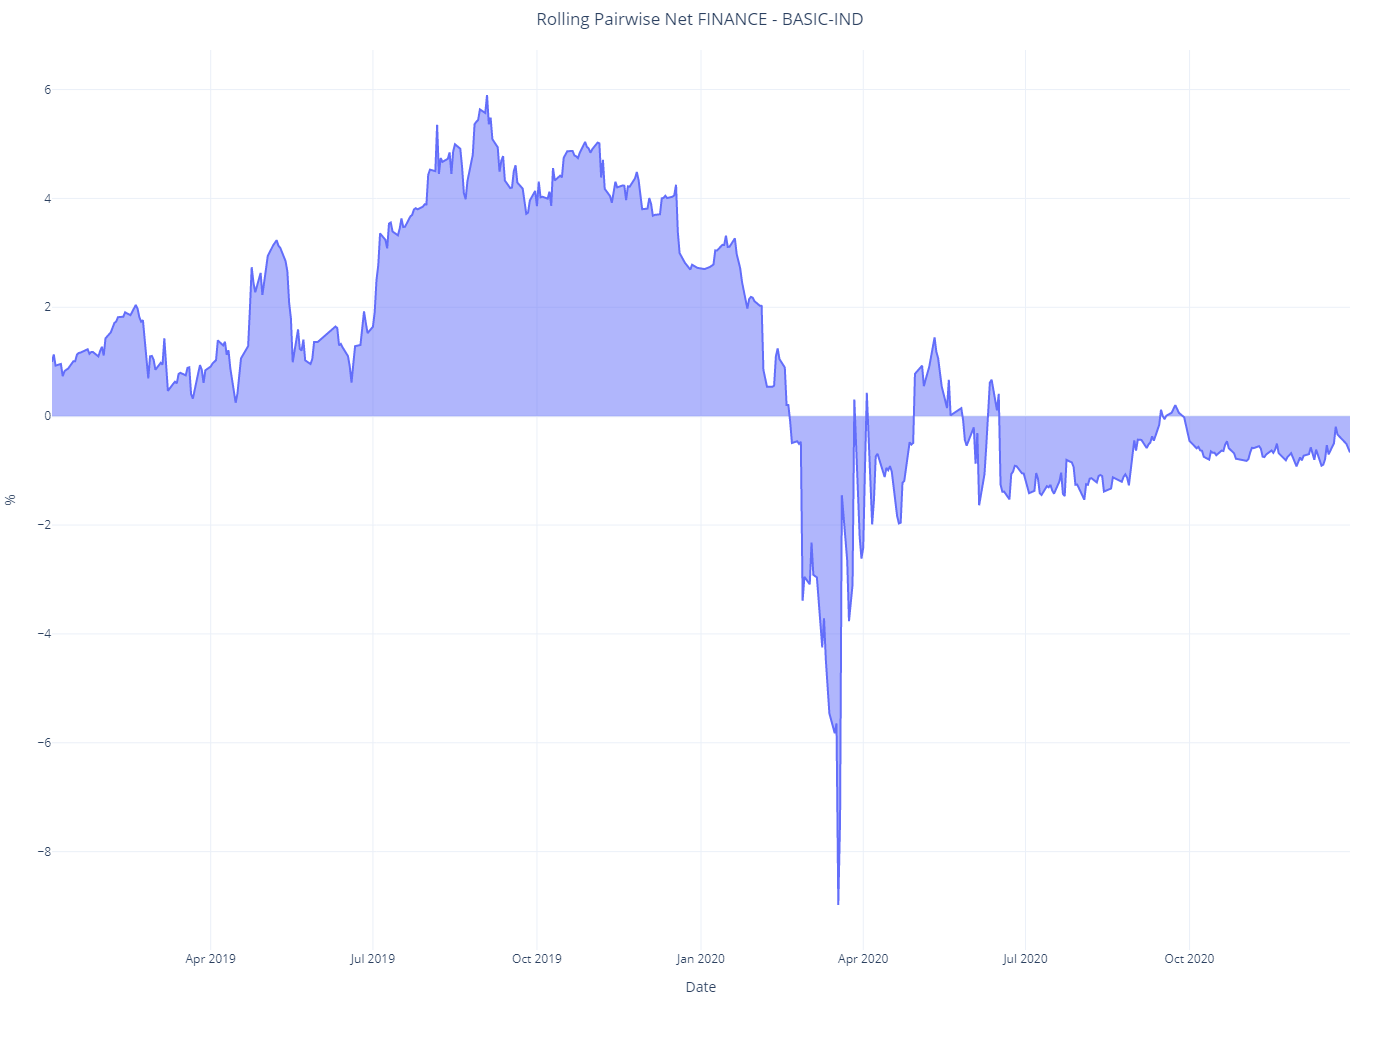 Rolling Pairwise Net FINANCE - BASIC-IND
6
4
2
0
−2
−4
−6
−8
%
Apr 2019
Jul 2019
Oct 2019
Jan 2020
Apr 2020
Jul 2020
Oct 2020
Date